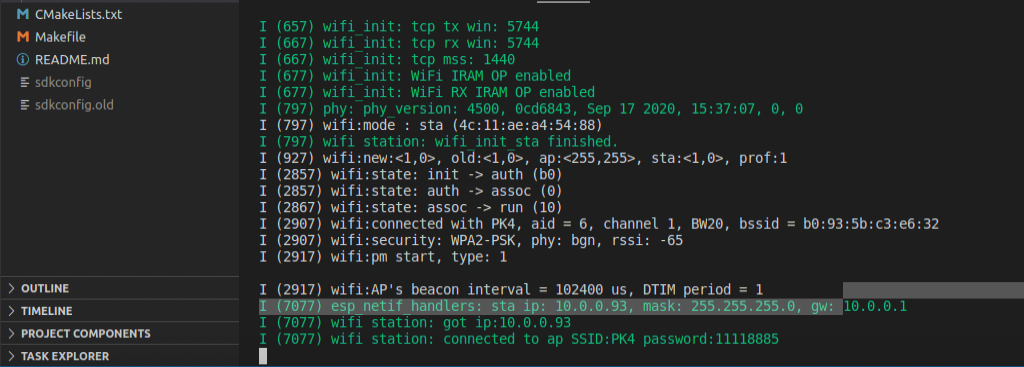 CMakeLists.txt
Makefile
README.md
sdkconfig
sdkconfig.old
OUTLINE
TIMELINE
PROJECT COMPONENTS
TASK EXPLORER
I (657) wifi_init: tcp tx win: 5744
I (667) wifi_init: tcp rx win: 5744
I (667) wifi_init: tcp mss: 1440
I (677) wifi_init: WiFi IRAM OP enabled
I (677) wifi_init: WiFi RX IRAM OP enabled
I (797) phy: phy_version: 4500, 0cd6843, Sep 17 2020, 15:37:07, 0, 0
I (797) wifi:mode : sta (4c:11:ae:a4:54:88)
I (797) wifi station: wifi_init_sta finished.
I (927) wifi:new:<1,0>, old:<1,0>, ap:<255,255>, sta:<1,0>, prof:1
I (2857) wifi:state: init -> auth (b0)
I (2857) wifi:state: auth -> assoc (0)
I (2867) wifi:state: assoc -> run (10)
I (2907) wifi:connected with PK4, aid = 6, channel 1, BW20, bssid = b0:93:5b:c3:e6:32
I (2907) wifi:security: WPA2-PSK, phy: bgn, rssi: -65
I (2917) wifi:pm start, type: 1
I (2917) wifi:AP's beacon interval = 102400 us, DTIM period = 1
I (7077) esp_netif_handlers: sta ip: 10.0.0.93, mask: 255.255.255.0, gw: 10.0.0.1
I (7077) wifi station: got ip:10.0.0.93
I (7077) wifi station: connected to ap SSID:PK4 password:11118885